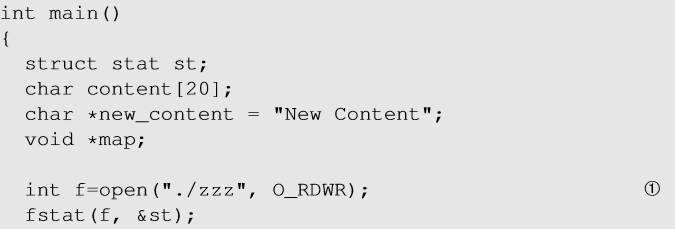 int main()
{
  struct stat st;
  char content[20];
  char *new_content = "New Content";
  void *map;

  int f=open("./zzz", O_RDWR); ①
  fstat(f, &st);